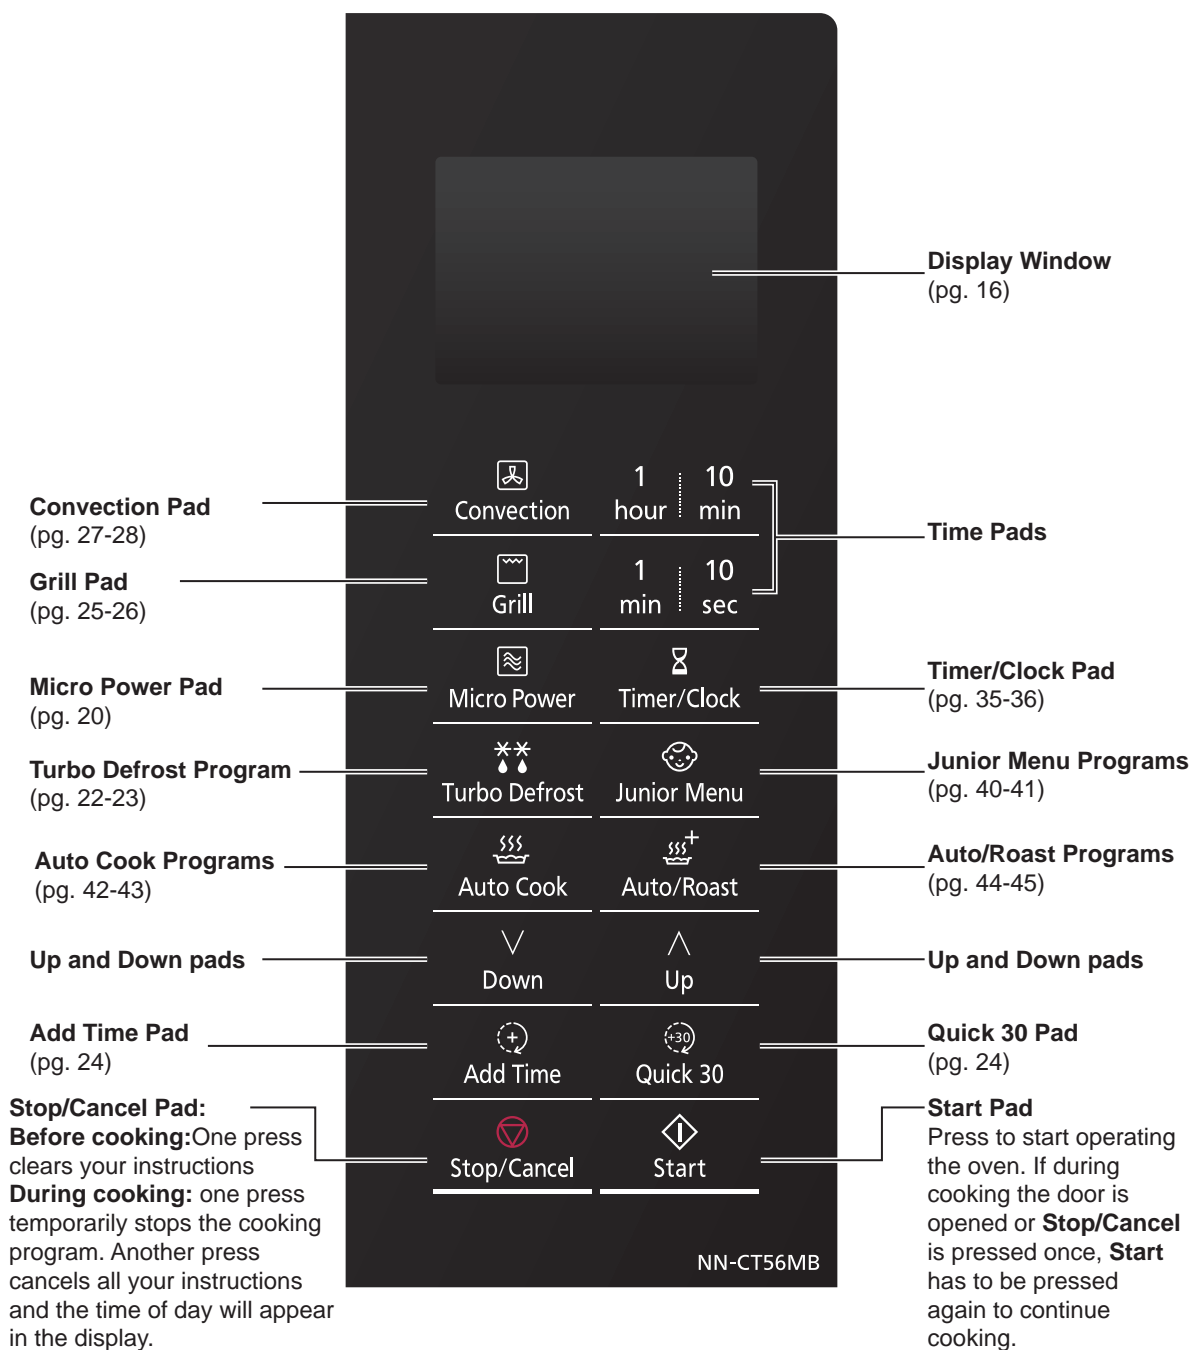 Display Window
(pg. 16)
Convection
1 hour
10 min
Convection Pad
(pg. 27-28)
Time Pads
Grill
1 min
10 sec
Grill Pad
(pg. 25-26)
Micro Power
Timer/Clock
Micro Power Pad
(pg. 20)
Timer/Clock Pad
(pg. 35-36)
Turbo Defrost
Junior Menu
Turbo Defrost Program
(pg. 22-23)
Junior Menu Programs
(pg. 40-41)
Auto Cook
Auto/Roast
Auto Cook Programs
(pg. 42-43)
Auto/Roast Programs
(pg. 44-45)
Down
Up
Up and Down pads
Up and Down pads
Add Time
+30
Quick 30
Add Time Pad
(pg. 24)
Quick 30 Pad
(pg. 24)
Stop/Cancel
Start
Stop/Cancel Pad:
Before cooking:One press
clears your instructions
During cooking: one press
temporarily stops the cooking
program. Another press
cancels all your instructions
and the time of day will appear
in the display.
Start Pad
Press to start operating
the oven. If during
cooking the door is
opened or Stop/Cancel
is pressed once, Start
has to be pressed
again to continue
cooking.
NN-CT56MB